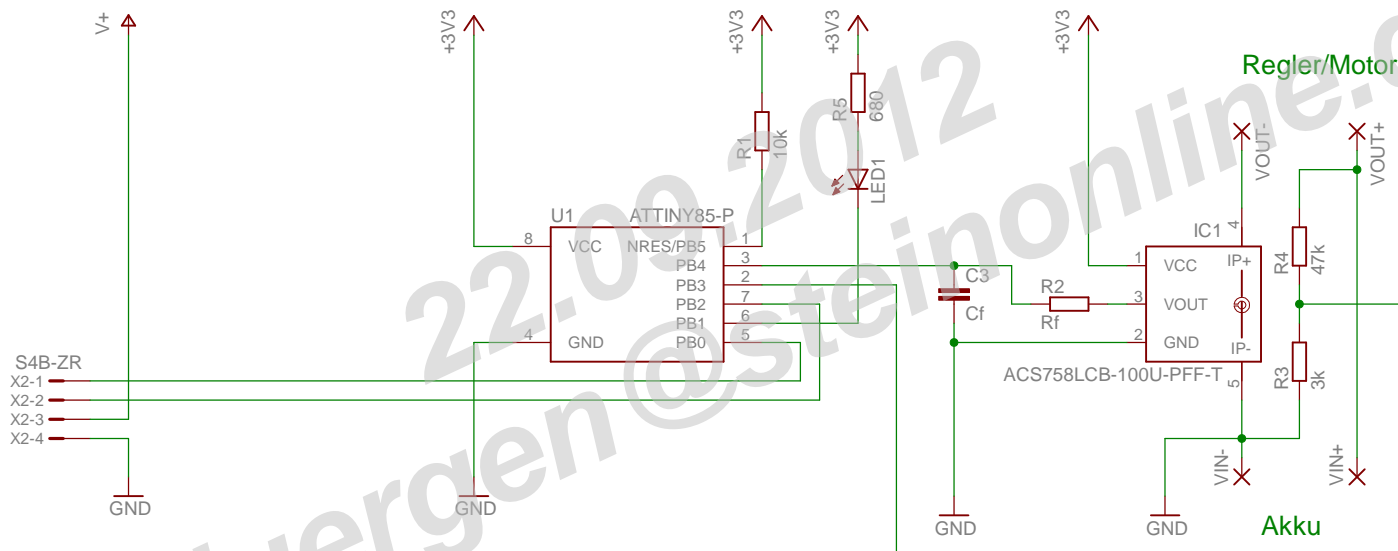 V+
+3V3
+3V3
+3V3
+3V3
Regler/Motor
R5
680
R1
10k
LED1
VOUT-
VOUT+
U1
ATTINY85-P
8
VCC
NRES/PB5
1
PB4
3
PB3
2
PB2
7
PB1
6
4
GND
PB0
5
C3
Cf
R2
Rf
IC1
4
1
VCC
IP+
3
VOUT
2
GND
IP-
5
ACS758LCB-100U-PFF-T
R4
47k
R3
3k
S4B-ZR
X2-1
X2-2
X2-3
X2-4
GND
GND
GND
GND
VIN-
VIN+
Akku
22.09.2012
juergen@steinonline.c